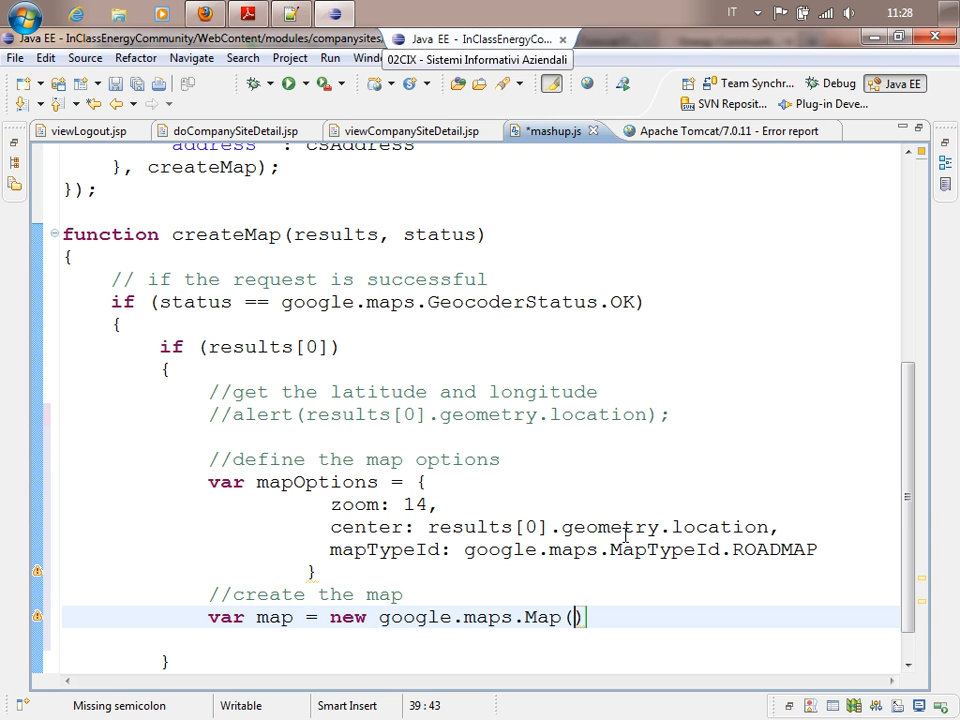 IT
11:28
Java EE - InClassEnergyCommunity/WebContent/modules/companysites.
Java EE - InClassEnergyCo...
02CIX - Sistemi Informativi Aziendali
File Edit Source Refactor Navigate Search Project Run Wind
Team Synchr... Debug Java EE
SVN Reposit... Plug-in Deve...
viewLogout.jsp doCompanySiteDetail.jsp viewCompanySiteDetail.jsp *mashup.js Apache Tomcat/7.0.11 - Error report
address : csAddress
}, createMap);
});
function createMap(results, status)
{
// if the request is successful
if (status == google.maps.GeocoderStatus.OK)
{
if (results[0])
{
//get the latitude and longitude
//alert(results[0].geometry.location);
//define the map options
var mapOptions = {
zoom: 14,
center: results[0].geometry.location,
mapTypeId: google.maps.MapTypeId.ROADMAP
}
//create the map
var map = new google.maps.Map()
}
Missing semicolon Writable Smart Insert 39 : 43